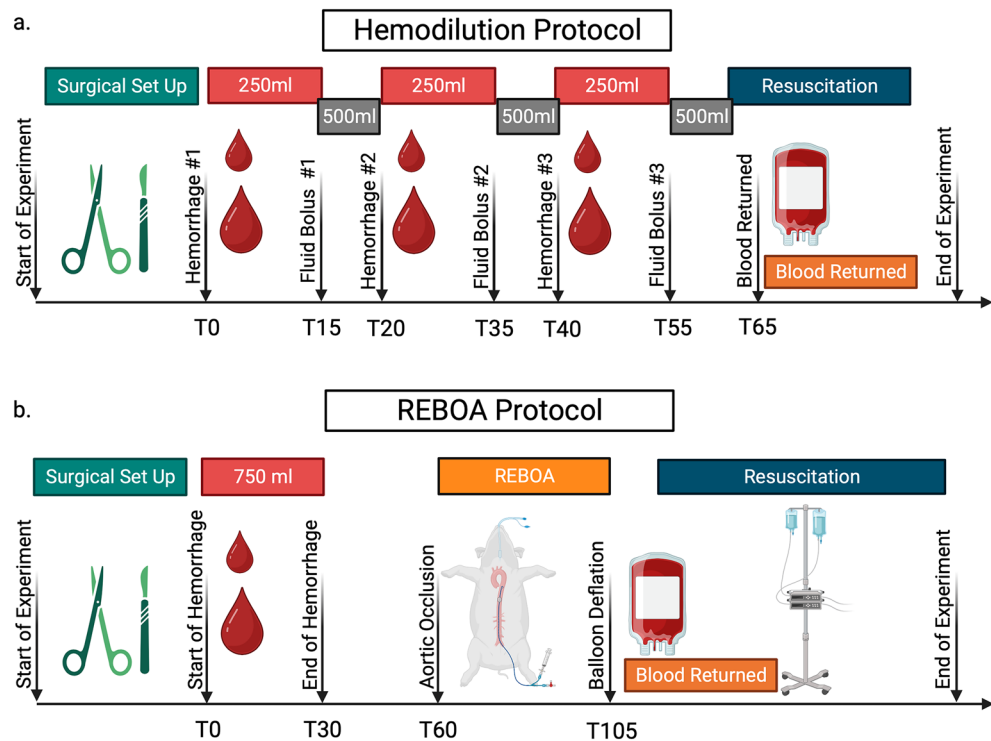 a.
Hemodilution Protocol
Surgical Set Up
250ml
250ml
250ml
Resuscitation
500ml
500ml
500ml
Start of Experiment
Hemorrhage #1
Fluid Bolus #1
Hemorrhage #2
Fluid Bolus #2
Hemorrhage #3
Fluid Bolus #3
Blood Returned
Blood Returned
End of Experiment
T0
T15
T20
T35
T40
T55
T65
b.
REBOA Protocol
Surgical Set Up
750 ml
REBOA
Resuscitation
Start of Experiment
Start of Hemorrhage
End of Hemorrhage
Aortic Occlusion
Balloon Deflation
Blood Returned
End of Experiment
T0
T30
T60
T105